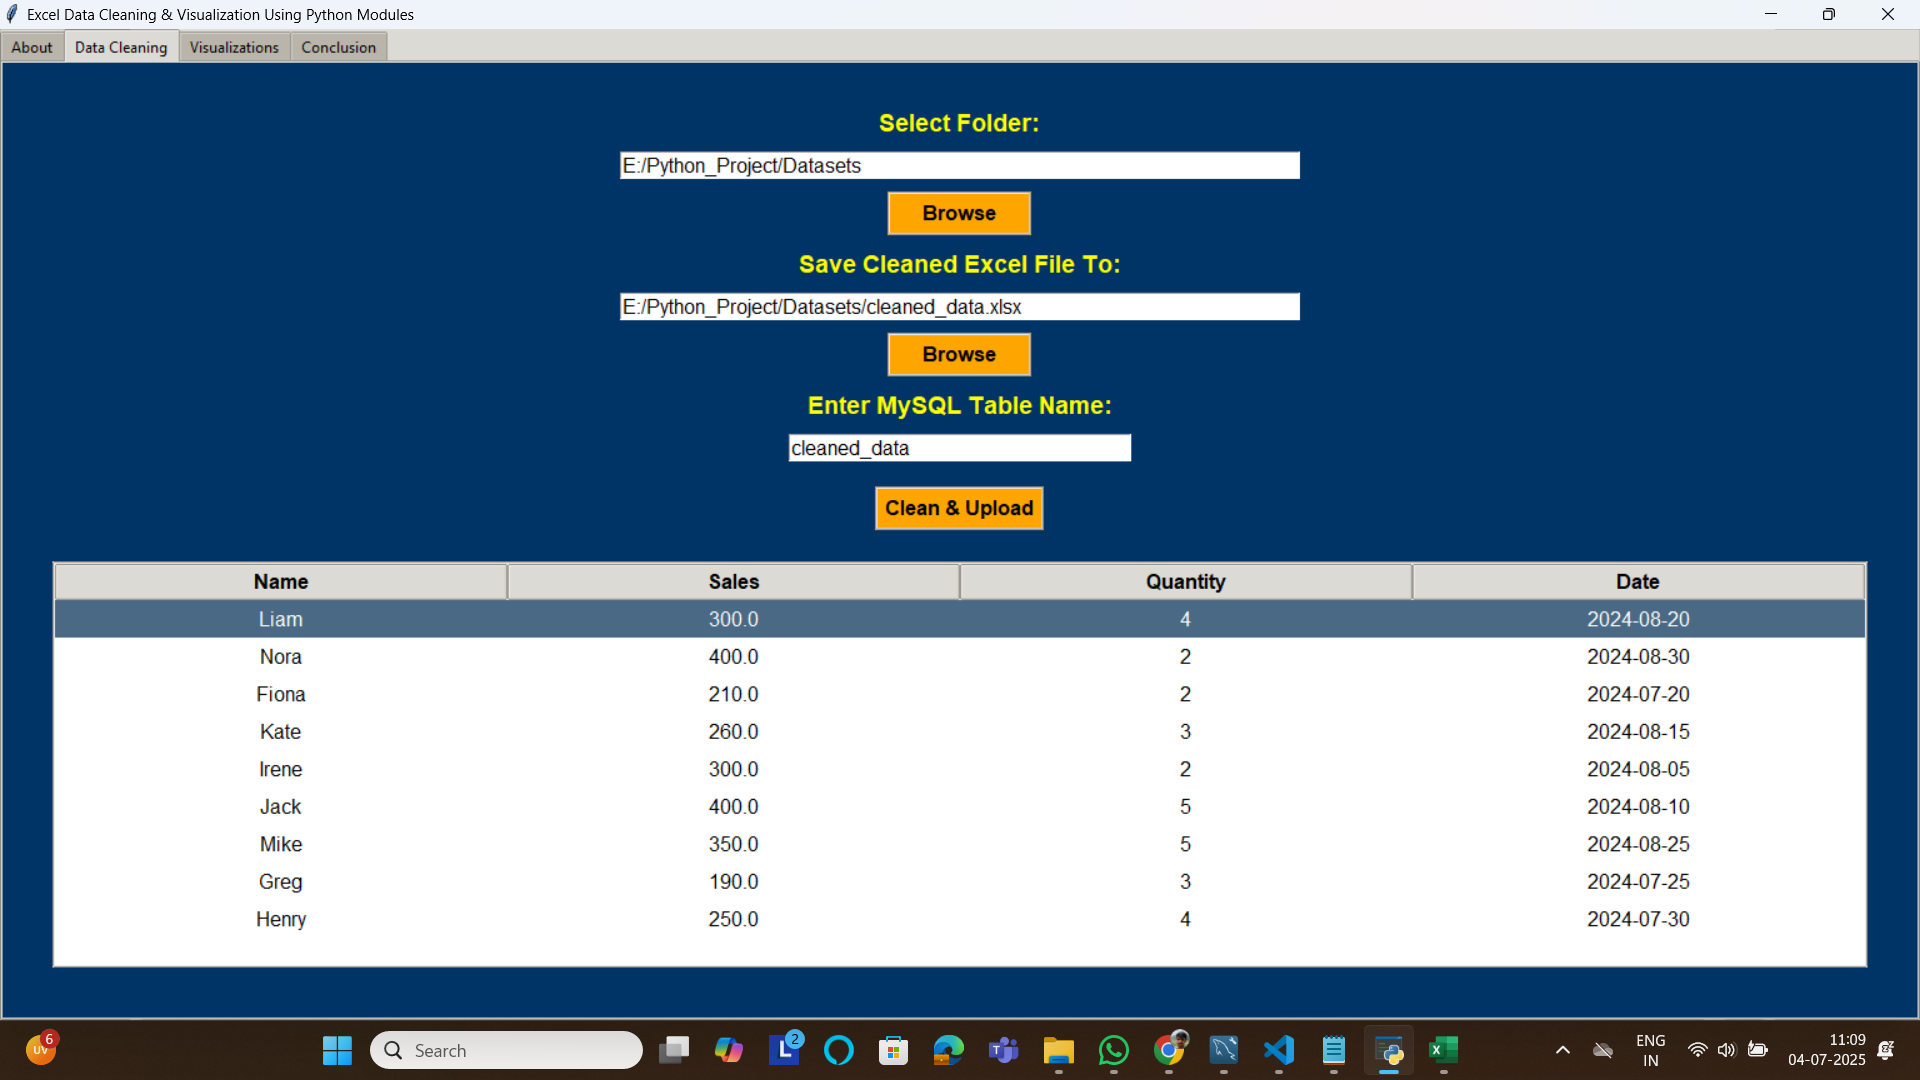 Excel Data Cleaning & Visualization Using Python Modules
About Data Cleaning Visualizations Conclusion
Select Folder:
E:/Python_Project/Datasets
Browse
Save Cleaned Excel File To:
E:/Python_Project/Datasets/cleaned_data.xlsx
Browse
Enter MySQL Table Name:
cleaned_data
Clean & Upload
Name Sales Quantity Date
Liam 300.0 4 2024-08-20
Nora 400.0 2 2024-08-30
Fiona 210.0 2 2024-07-20
Kate 260.0 3 2024-08-15
Irene 300.0 2 2024-08-05
Jack 400.0 5 2024-08-10
Mike 350.0 5 2024-08-25
Greg 190.0 3 2024-07-25
Henry 250.0 4 2024-07-30
UV 6 Search L 2 T X ENG 11:09
IN 04-07-2025